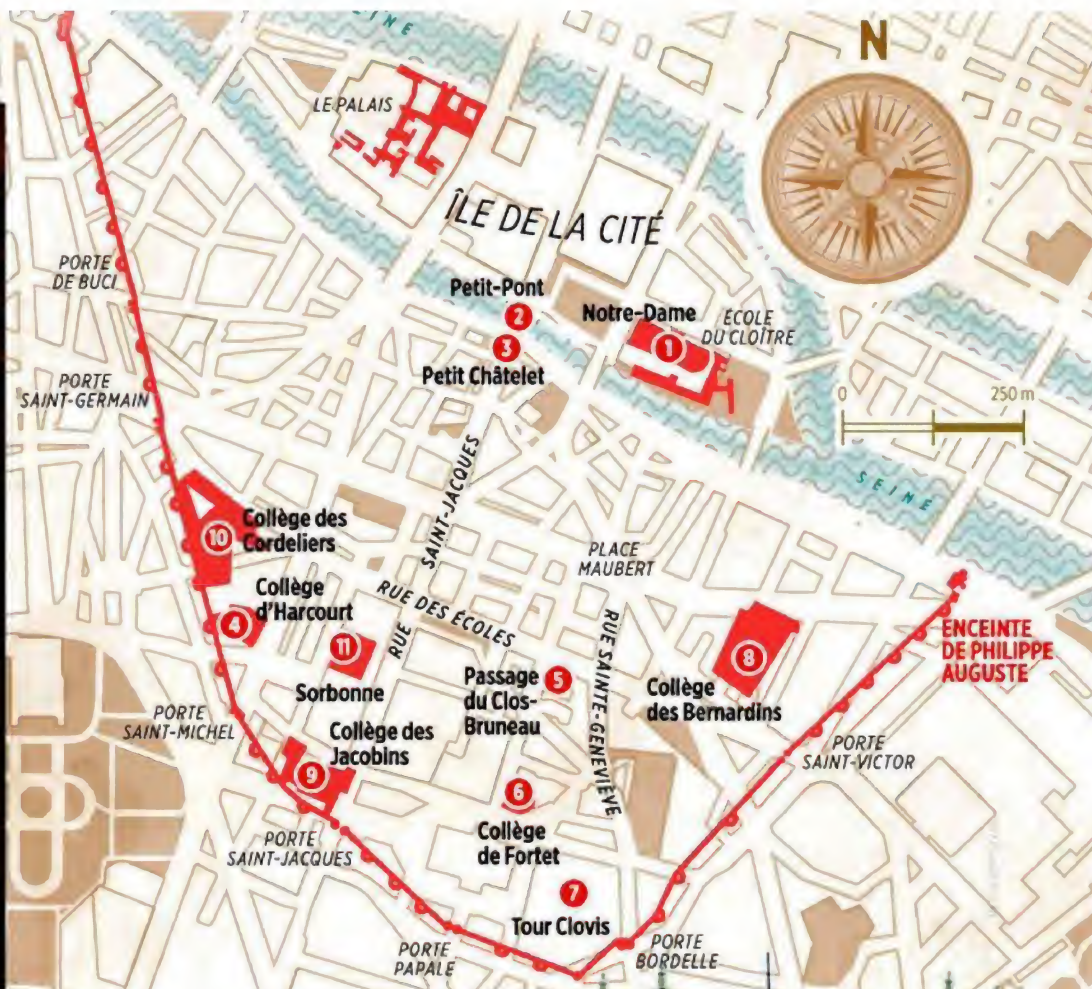 SEINE
N
LE PALAIS
ÎLE DE LA CITÉ
PORTE
DE BUCI
Petit-Pont
2
Notre-Dame
1
ÉCOLE
DU CLOÎTRE
3
Petit Châtelet
PORTE
SAINT-GERMAIN
0
250 m
SEINE
RUE SAINT-JACQUES
10
Collège des
Cordeliers
PLACE
MAUBERT
Collège
d'Harcourt
4
RUE DES ÉCOLES
11
Sorbonne
Passage
du Clos-
Bruneau
5
RUE SAINTE-GENEVIÈVE
8
Collège
des Bernardins
ENCEINTE
DE PHILIPPE
AUGUSTE
PORTE
SAINT-MICHEL
Collège des
Jacobins
9
PORTE
SAINT-VICTOR
6
Collège
de Fortet
PORTE
SAINT-JACQUES
7
Tour Clovis
PORTE
PAPALE
PORTE
BORDELLE